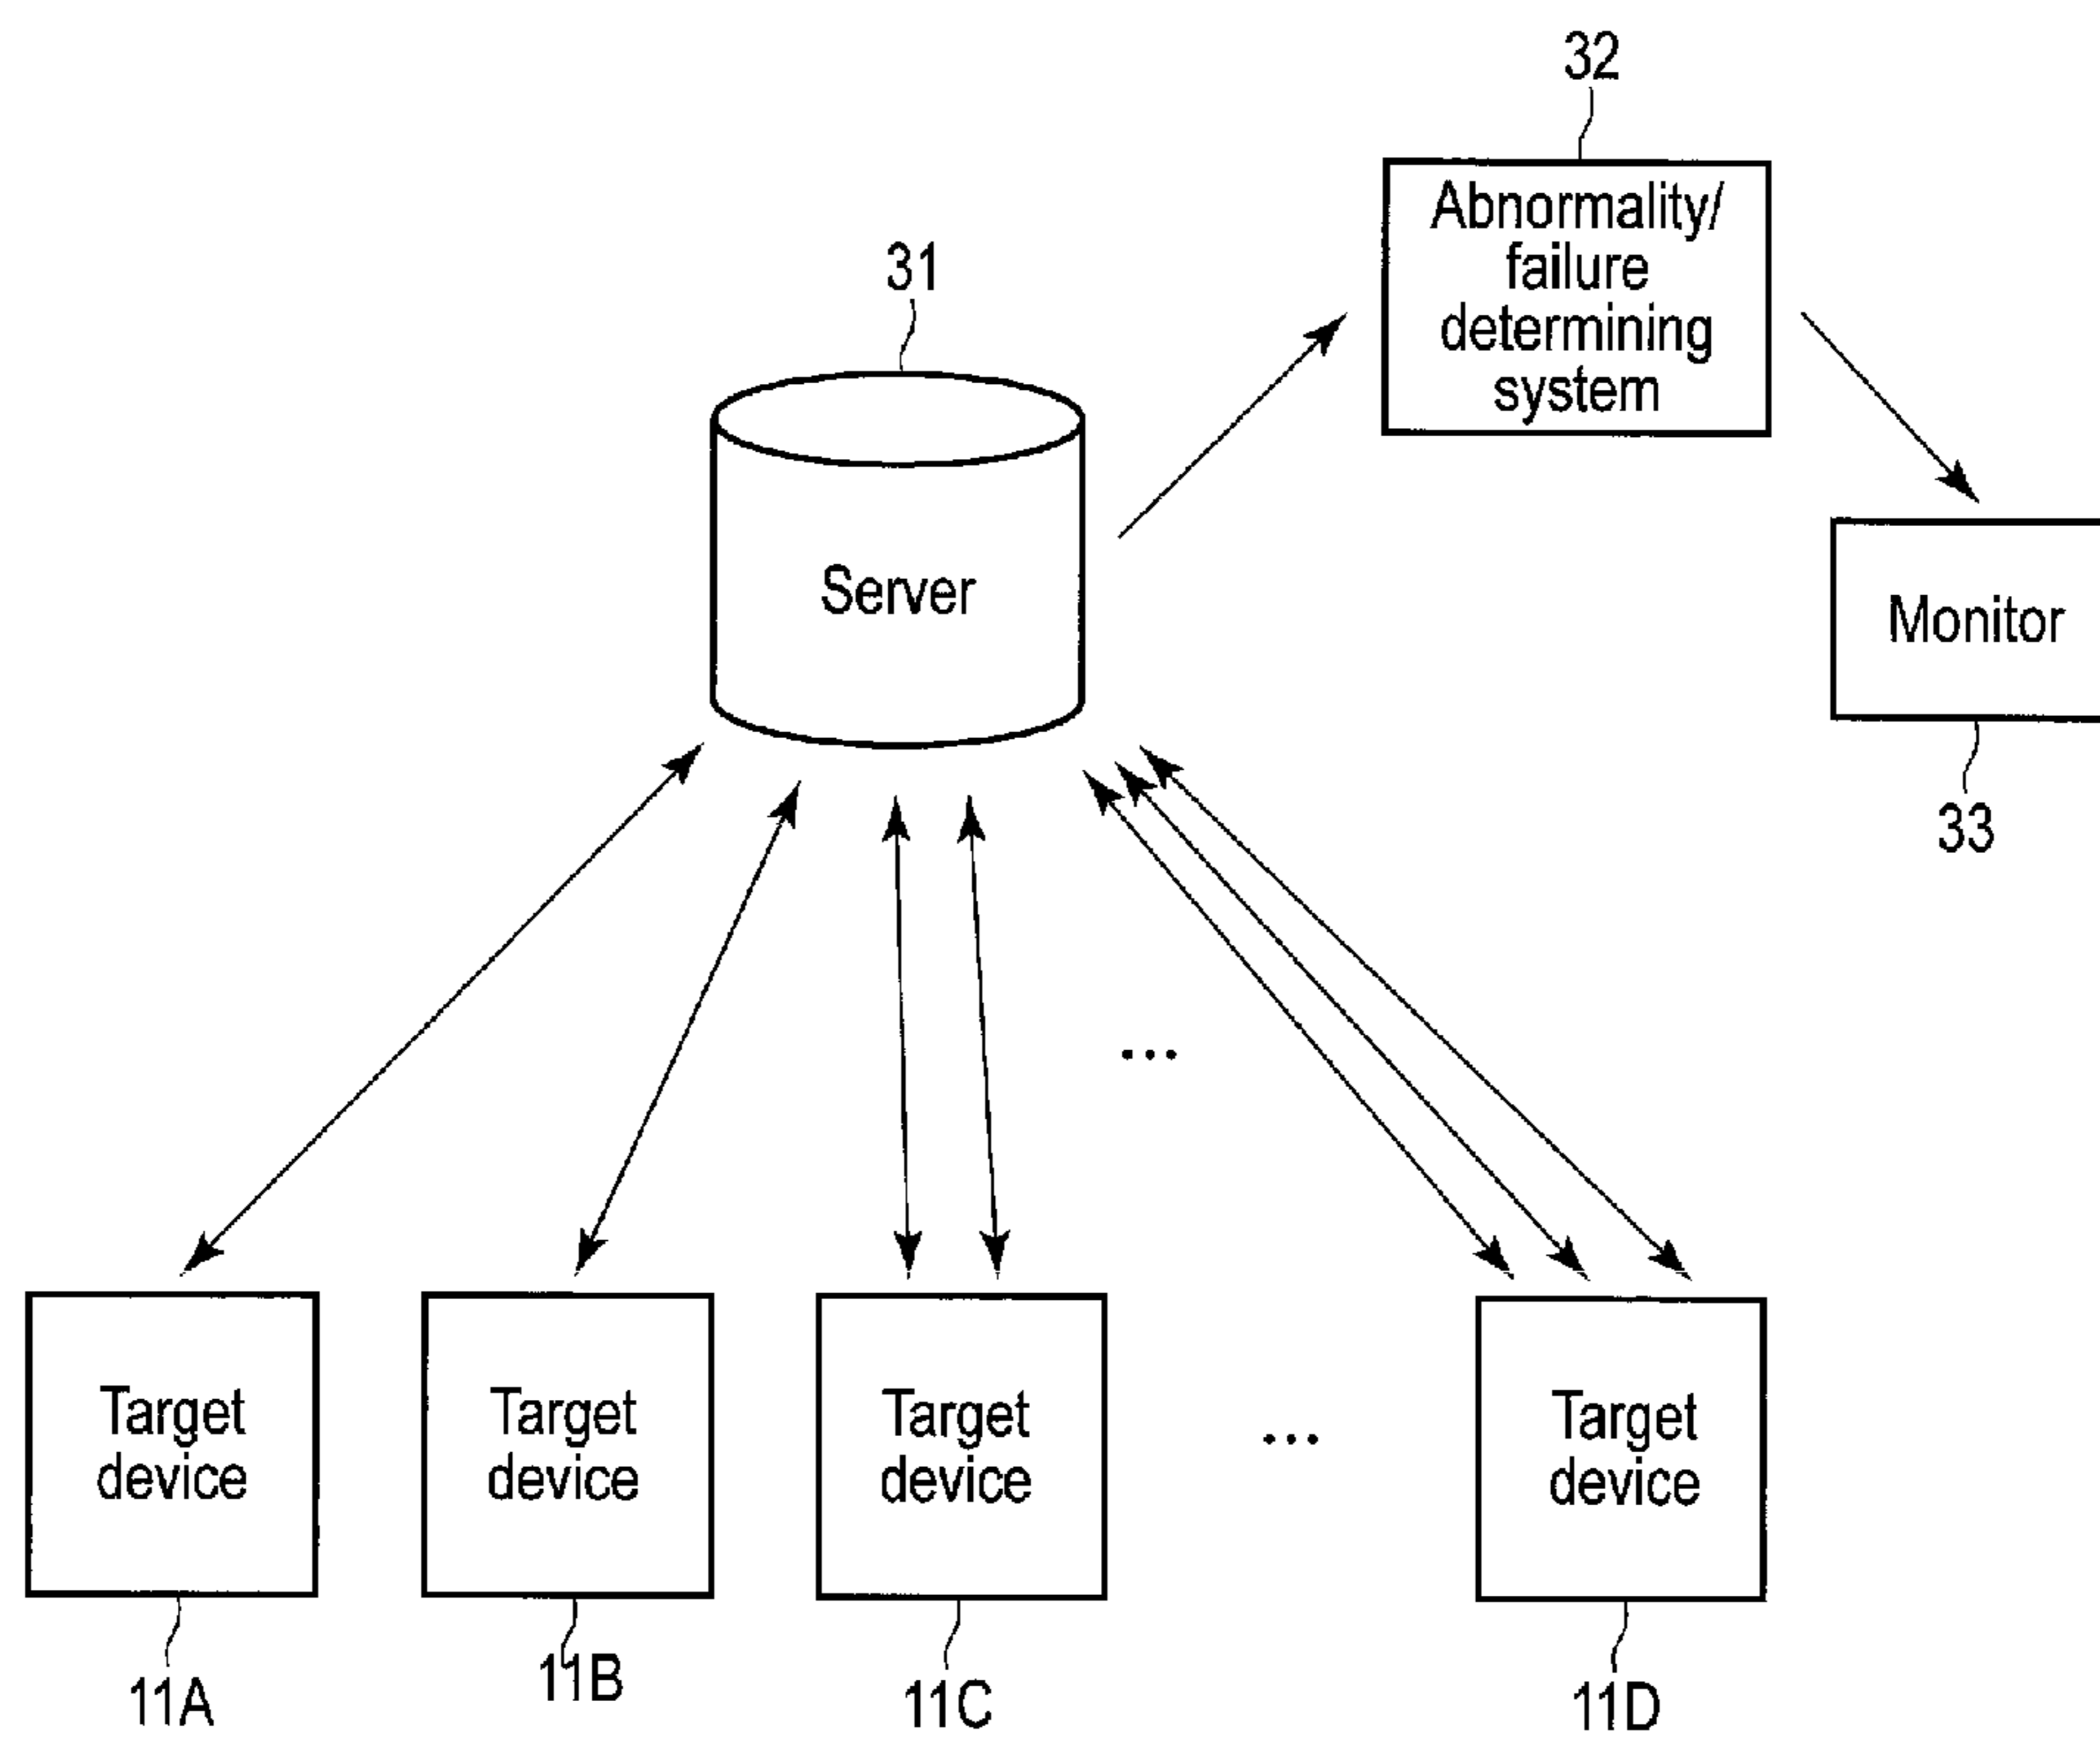 32
Abnormality/
failure
determining
system
31
Server
Monitor
33
...
Target
device
Target
device
Target
device
...
Target
device
11A
11B
11C
11D